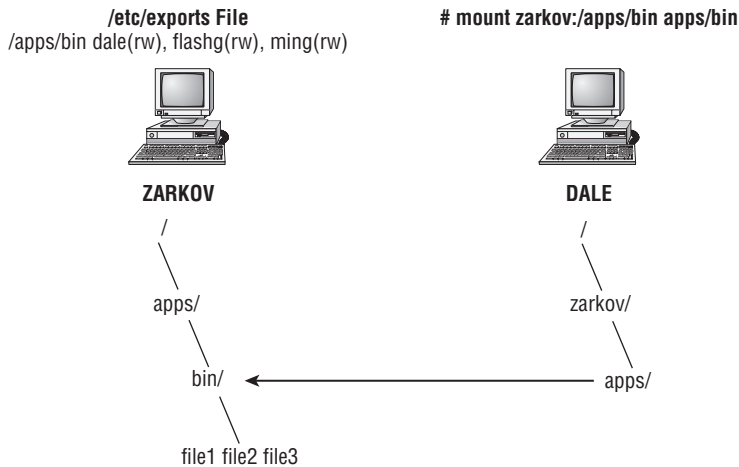 /etc/exports File
/apps/bin dale(rw), flashg(rw), ming(rw)
# mount zarkov:/apps/bin apps/bin
ZARKOV
DALE
/
/
apps/
zarkov/
bin/
apps/
file1 file2 file3